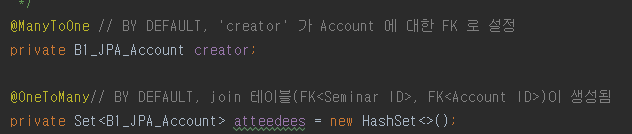 */
@ManyToOne // BY DEFAULT, 'creator' 가 Account 에 대한 FK 로 설정
private B1_JPA_Account creator;
@OneToMany// BY DEFAULT, join 테이블(FK<Seminar ID>, FK<Account ID>)이 생성됨
private Set<B1_JPA_Account> atteedees = new HashSet<>();